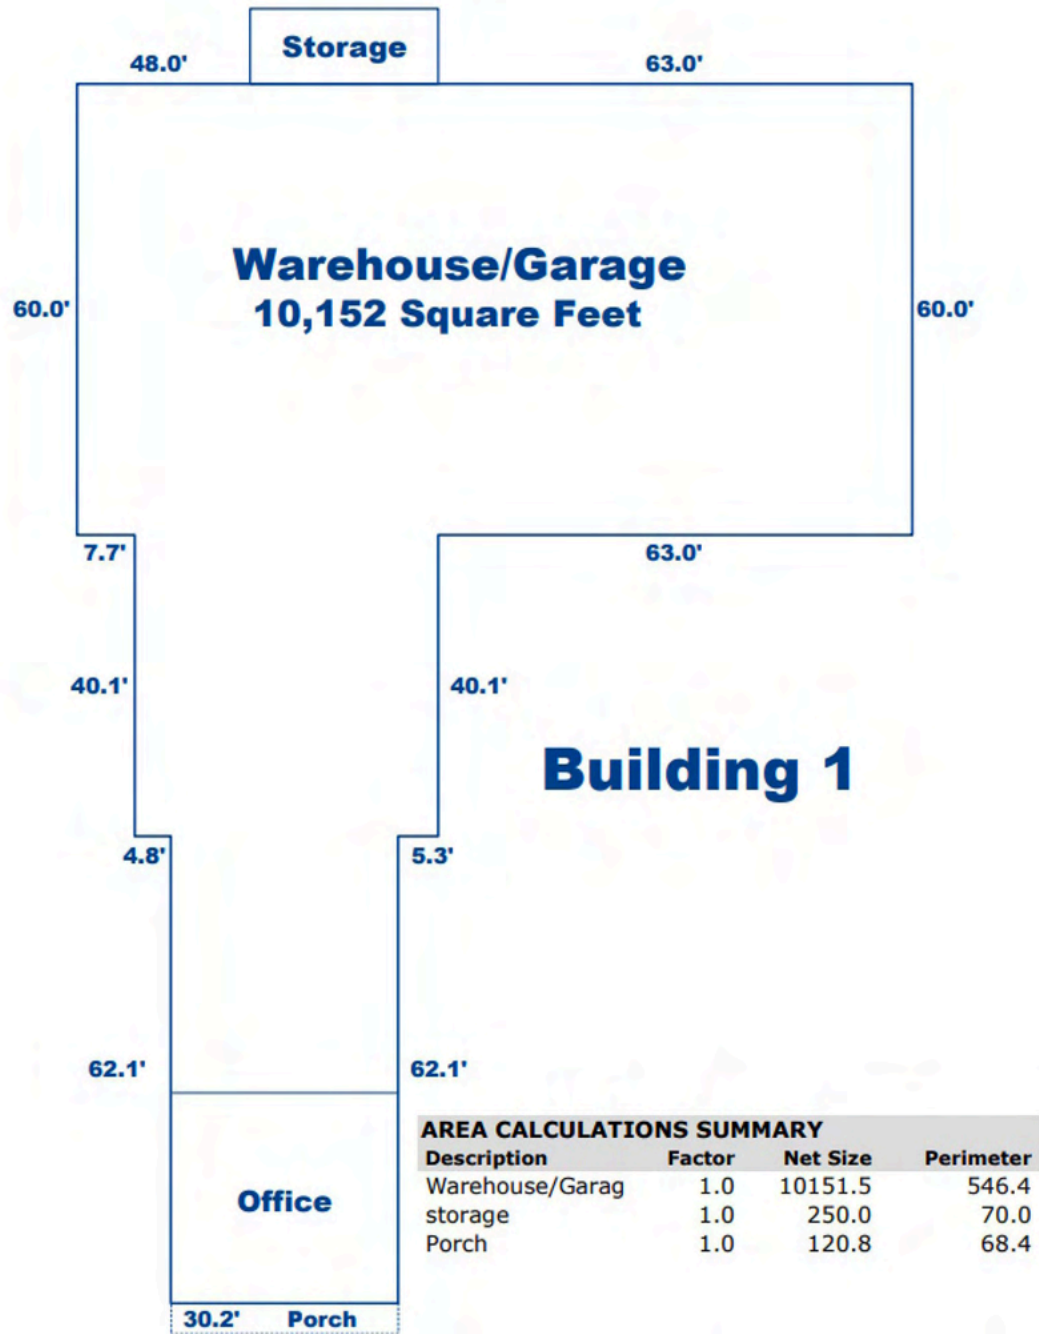 Storage
48.0'
63.0'
Warehouse/Garage
10,152 Square Feet
60.0'
60.0'
7.7'
63.0'
40.1'
40.1'
Building 1
4.8'
5.3'
62.1'
62.1'
AREA CALCULATIONS SUMMARY
Description Factor Net Size Perimeter
Warehouse/Garag 1.0 10151.5 546.4
storage 1.0 250.0 70.0
Porch 1.0 120.8 68.4
Office
30.2' Porch